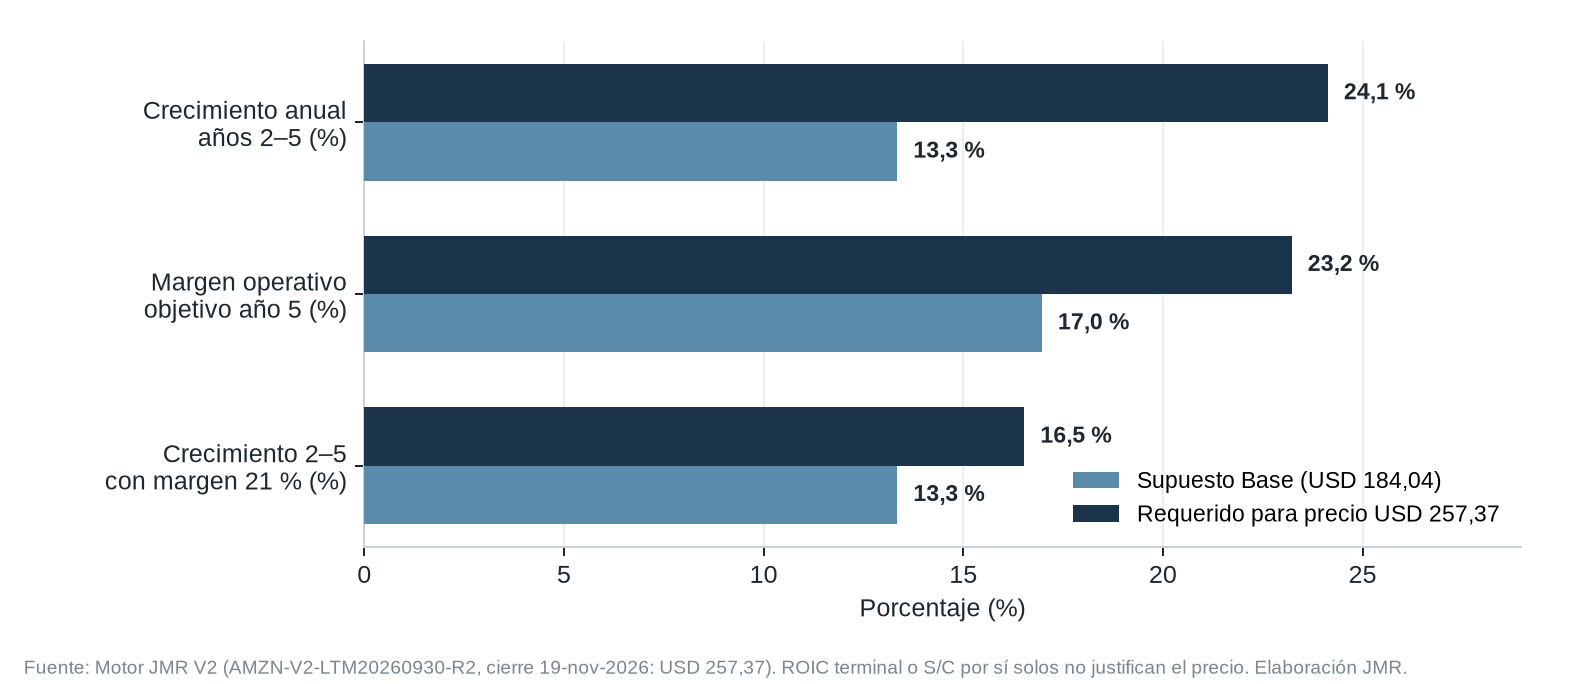 Crecimiento anual
años 2–5 (%)
24,1 %
13,3 %
Margen operativo
objetivo año 5 (%)
23,2 %
17,0 %
Crecimiento 2–5
con margen 21 % (%)
16,5 %
13,3 %
Supuesto Base (USD 184,04)
Requerido para precio USD 257,37
0 5 10 15 20 25
Porcentaje (%)
Fuente: Motor JMR V2 (AMZN-V2-LTM20260930-R2, cierre 19-nov-2026: USD 257,37). ROIC terminal o S/C por sí solos no justifican el precio. Elaboración JMR.